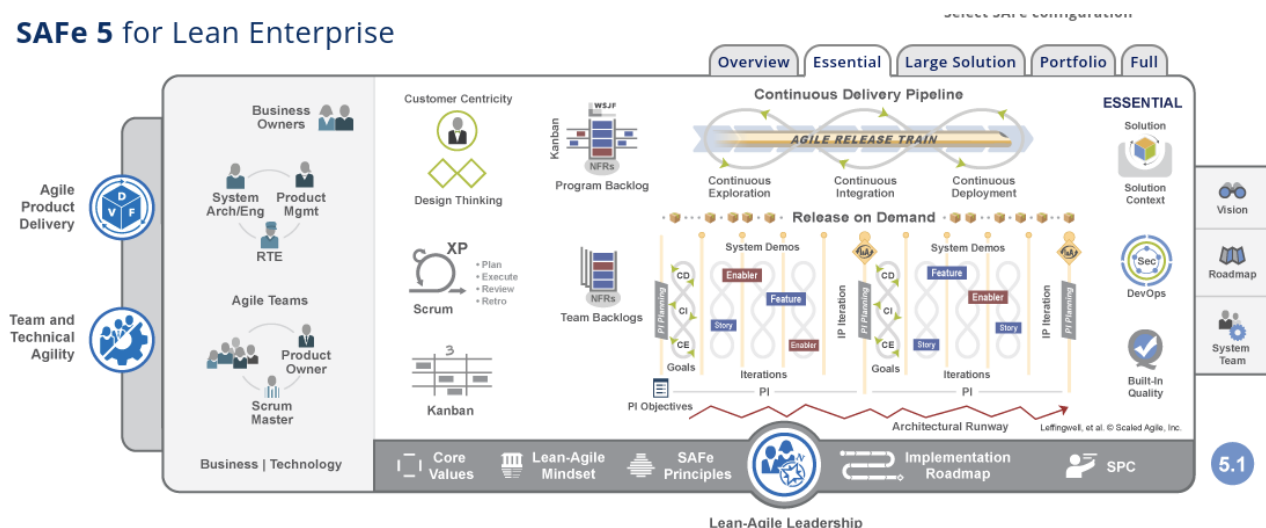 SAFe 5 for Lean Enterprise
Select SAFe configuration
Overview
Essential
Large Solution
Portfolio
Full
Agile
Product
Delivery
D
V F
Team and
Technical
Agility
Business
Owners
System
Arch/Eng
Product
Mgmt
RTE
Agile Teams
Product
Owner
Scrum
Master
Business | Technology
Customer Centricity
Design Thinking
XP
• Plan
• Execute
• Review
• Retro
Scrum
3
Kanban
WSJF
Kanban
NFRs
Program Backlog
NFRs
Team Backlogs
Continuous Delivery Pipeline
AGILE RELEASE TRAIN
Continuous
Exploration
Continuous
Integration
Continuous
Deployment
Release on Demand
System Demos
System Demos
PI Planning
CD
CI
CE
Goals
Enabler
Feature
Story
Enabler
Iterations
IP Iteration
I&A
PI Planning
CD
CI
CE
Goals
Feature
Enabler
Story
Story
Iterations
IP Iteration
I&A
PI Planning
PI
PI
PI Objectives
Architectural Runway
Leffingwell, et al. © Scaled Agile, Inc.
ESSENTIAL
Solution
Solution
Context
Sec
DevOps
Built-In
Quality
Vision
Roadmap
System
Team
Core
Values
Lean-Agile
Mindset
SAFe
Principles
N
Implementation
Roadmap
SPC
5.1
Lean-Agile Leadership